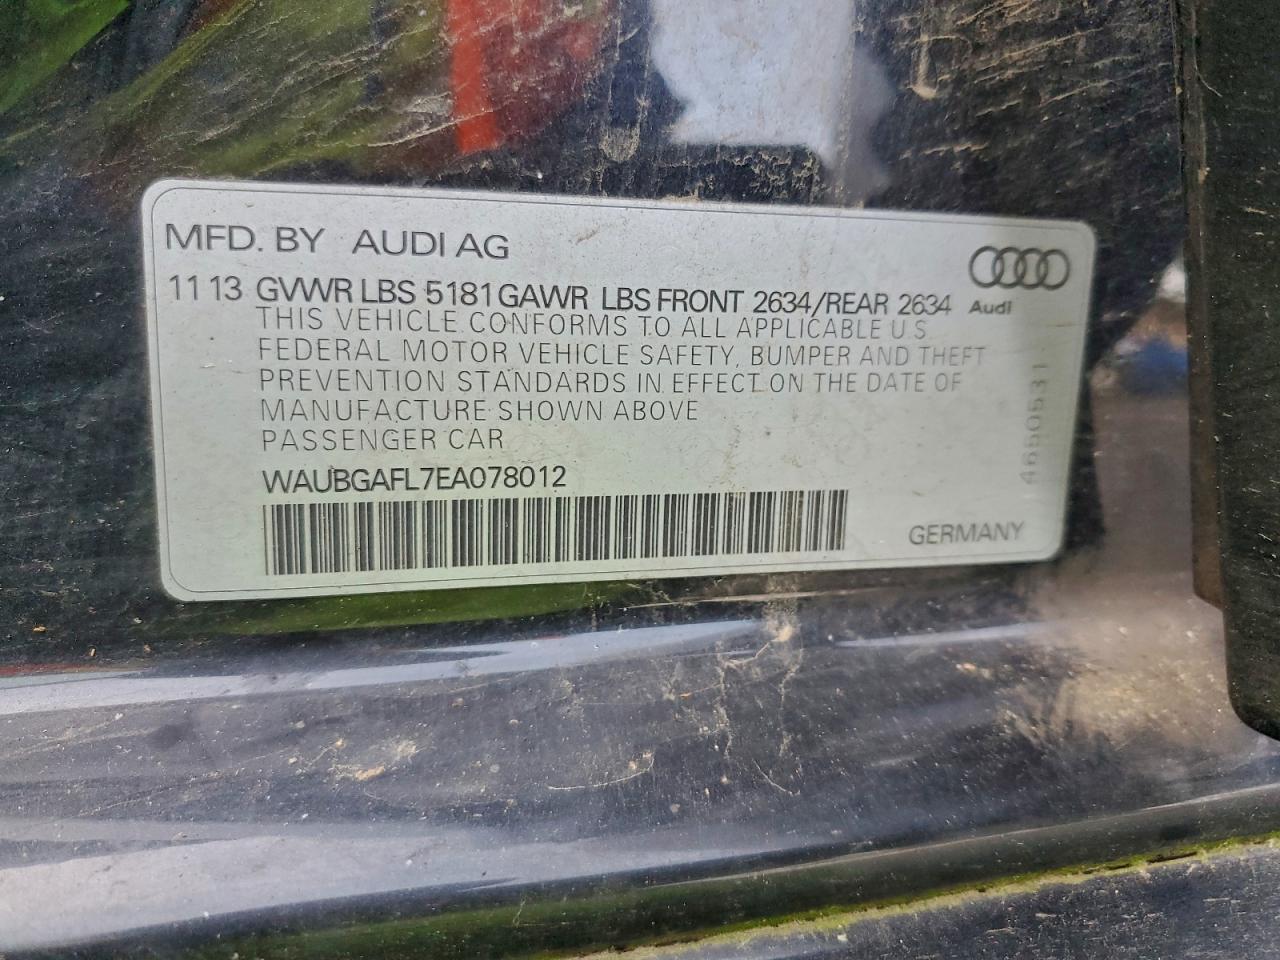 MFD. BY AUDI AG
11 13 GVWR LBS 5181 GAWR LBS FRONT 2634/REAR 2634
Audi
THIS VEHICLE CONFORMS TO ALL APPLICABLE U.S
FEDERAL MOTOR VEHICLE SAFETY, BUMPER AND THEFT
PREVENTION STANDARDS IN EFFECT ON THE DATE OF
MANUFACTURE SHOWN ABOVE
PASSENGER CAR
WAUBGAFL7EA078012
GERMANY